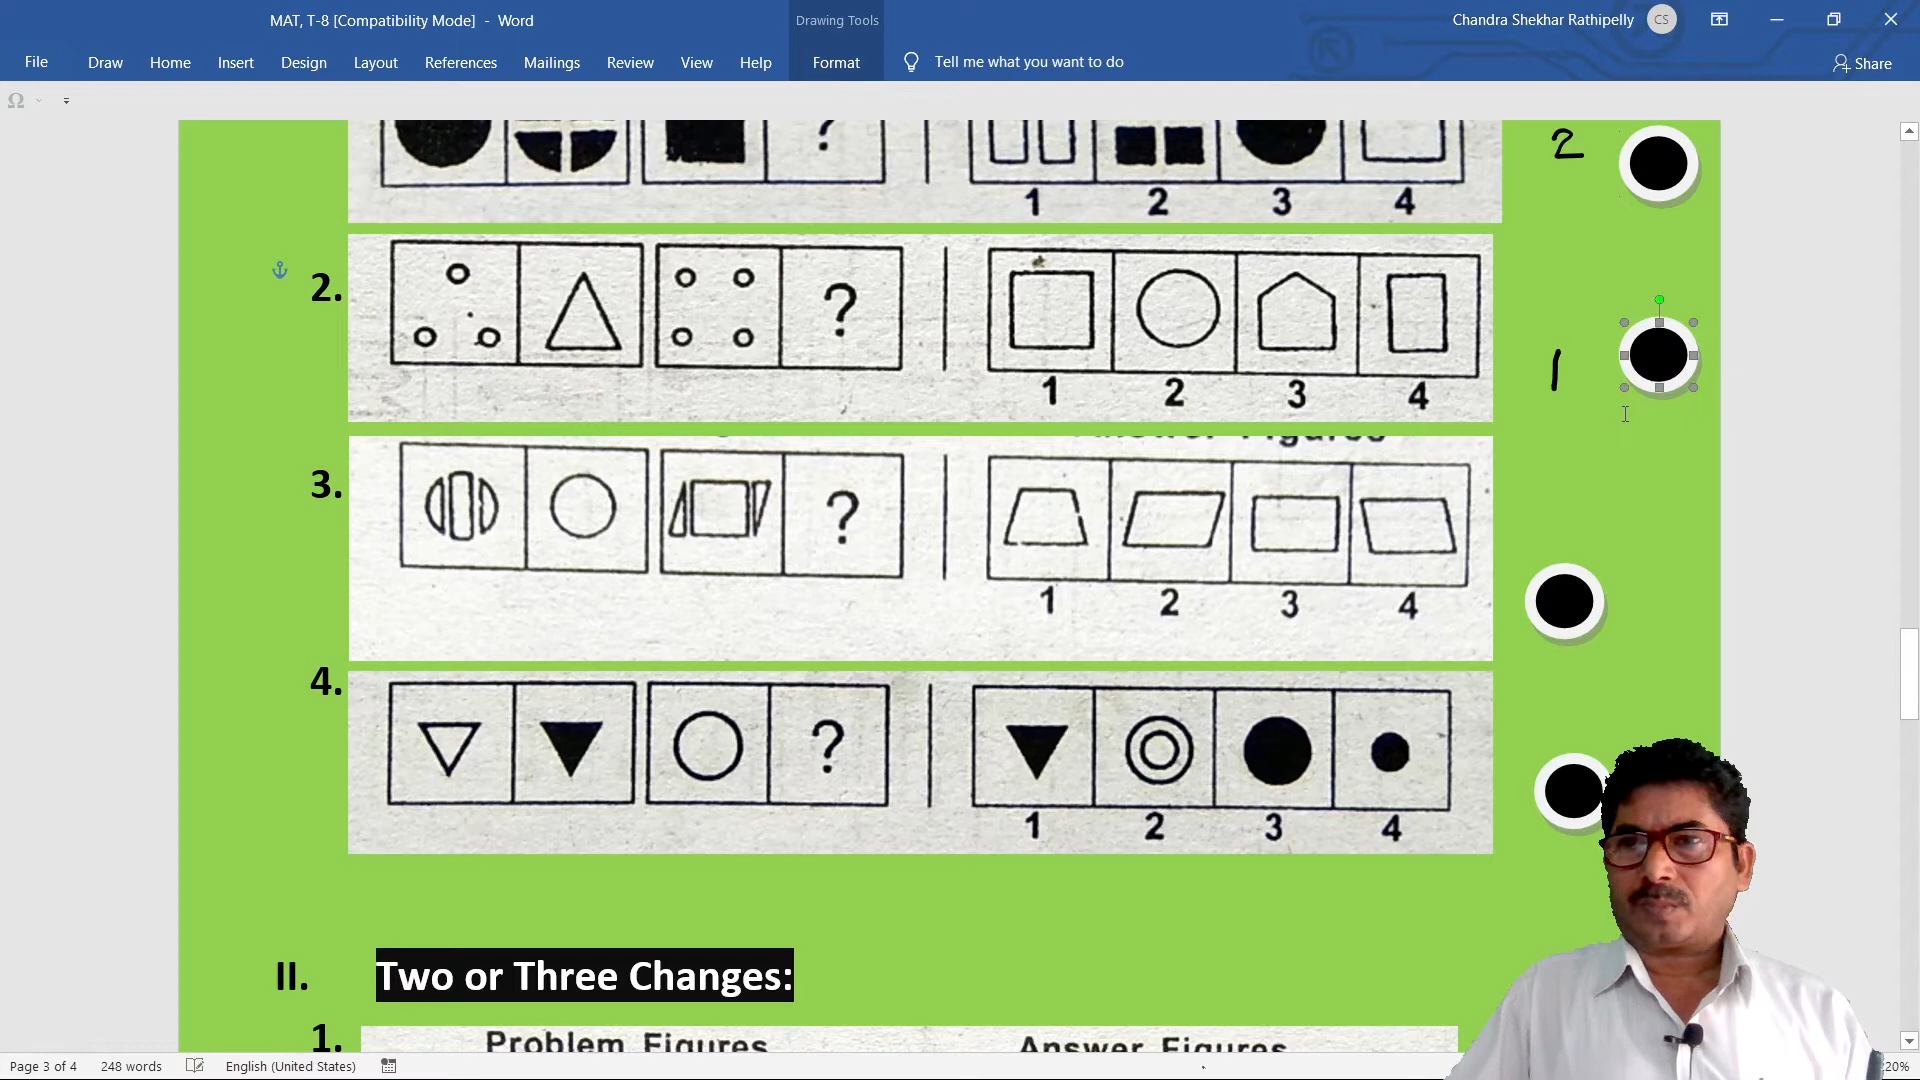 MAT, T-8 [Compatibility Mode] - Word
Drawing Tools
Chandra Shekhar Rathipelly
CS
File Draw Home Insert Design Layout References Mailings Review View Help Format Tell me what you want to do
Share
? 2
1 2 3 4
2. ?
1 2 3 4
1
Answer Figures
3. ?
1 2 3 4
4. ?
1 2 3 4
II. Two or Three Changes:
1. Problem Figures Answer Figures
Page 3 of 4 248 words English (United States) 20%